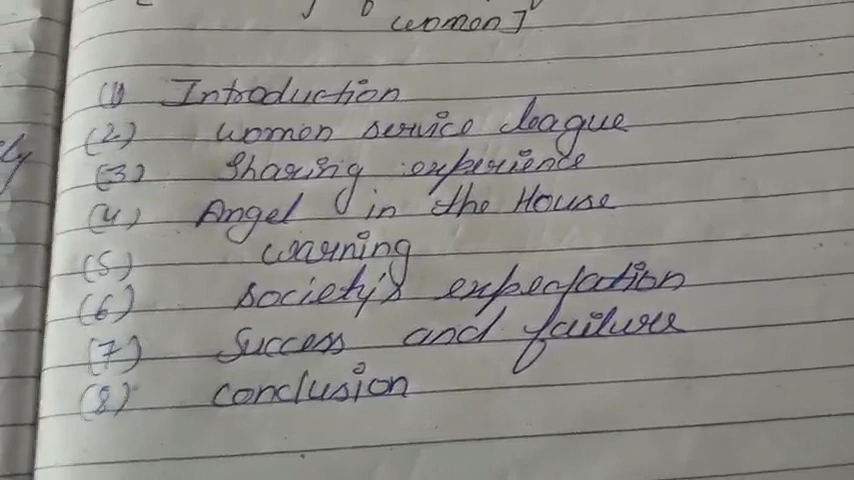 women]
(1) Introduction
(2) women service league
(3) Sharing experience
(4) Angel in the House
(5) warning
(6) society's expectation
(7) Success and failure
(8) conclusion